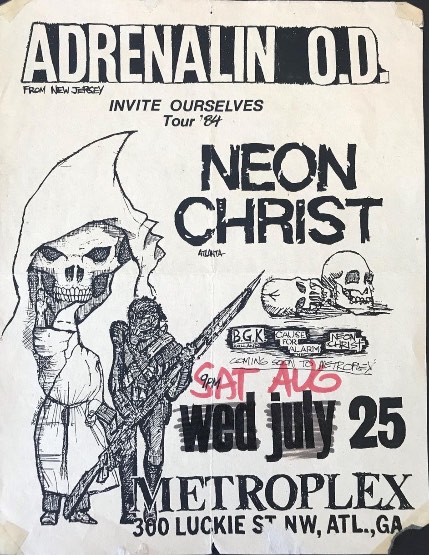 ADRENALIN O.D.
FROM NEW JERSEY
INVITE OURSELVES
Tour '84
NEON
CHRIST
ATLANTA
B.G.K.
CAUSE
FOR
ALARM
NEON
CHRIST
COMING SOON TO METROPLEX
9PM
SAT AUG
wed july 25
METROPLEX
300 LUCKIE ST NW, ATL., GA